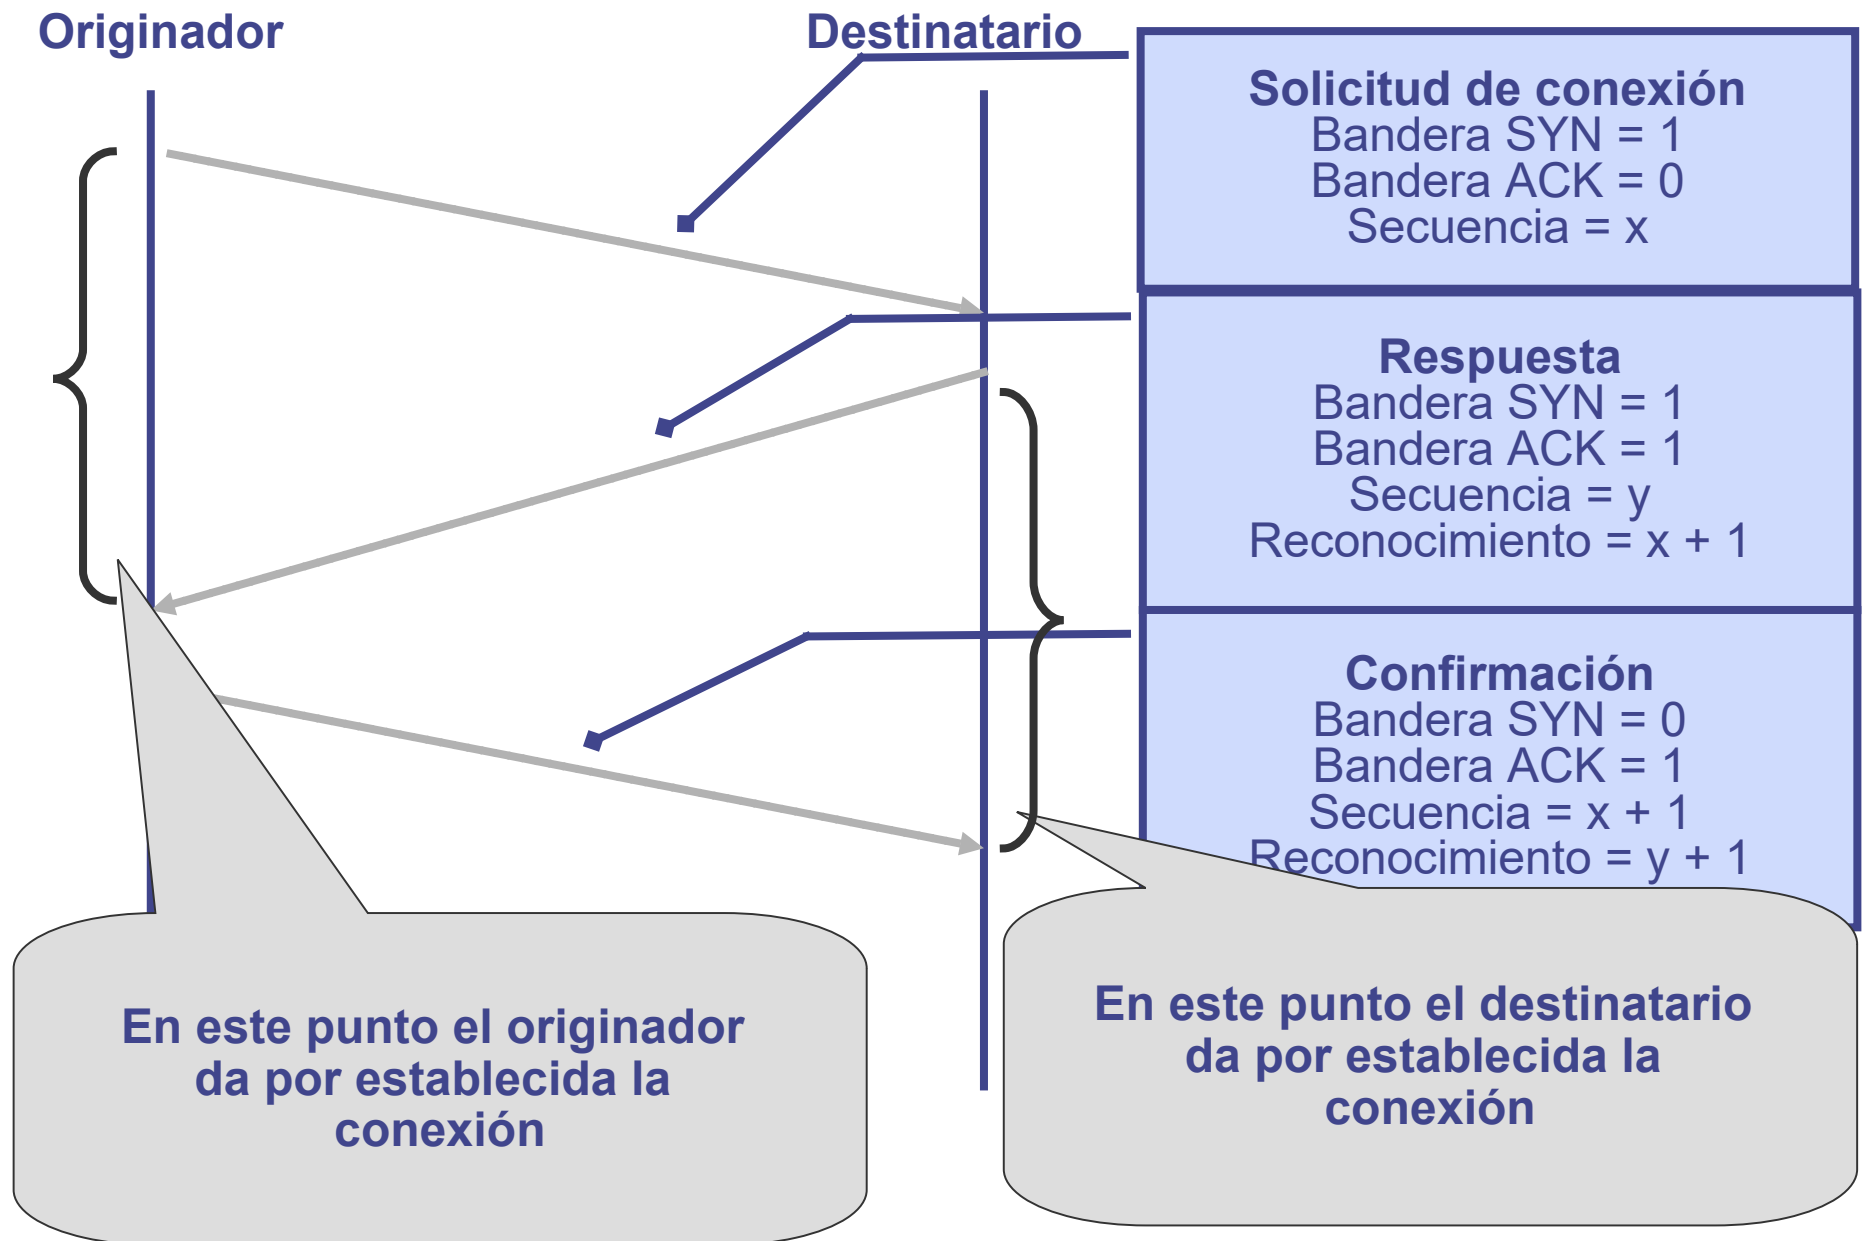 Originador
Destinatario
Solicitud de conexión
Bandera SYN = 1
Bandera ACK = 0
Secuencia = x
Respuesta
Bandera SYN = 1
Bandera ACK = 1
Secuencia = y
Reconocimiento = x + 1
Confirmación
Bandera SYN = 0
Bandera ACK = 1
Secuencia = x + 1
Reconocimiento = y + 1
En este punto el originador
da por establecida la
conexión
En este punto el destinatario
da por establecida la
conexión